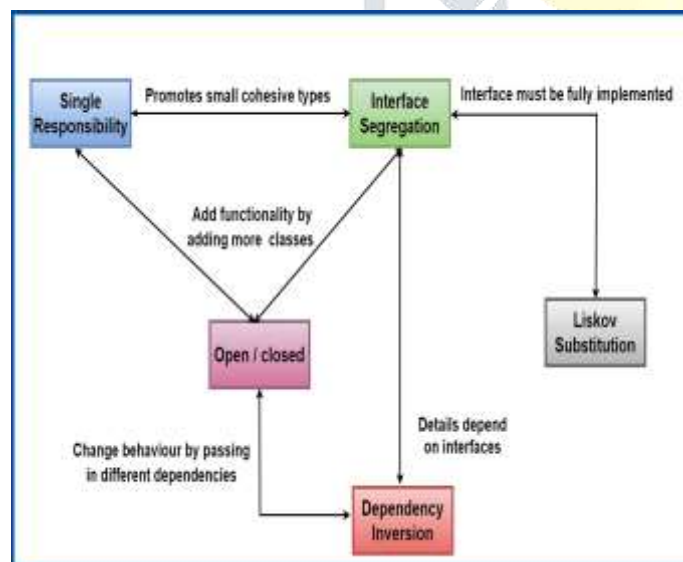 Single
Responsibility
Promotes small cohesive types
Interface
Segregation
Interface must be fully implemented
Add functionality by
adding more classes
Open / closed
Liskov
Substitution
Change behaviour by passing
in different dependencies
Details depend
on interfaces
Dependency
Inversion